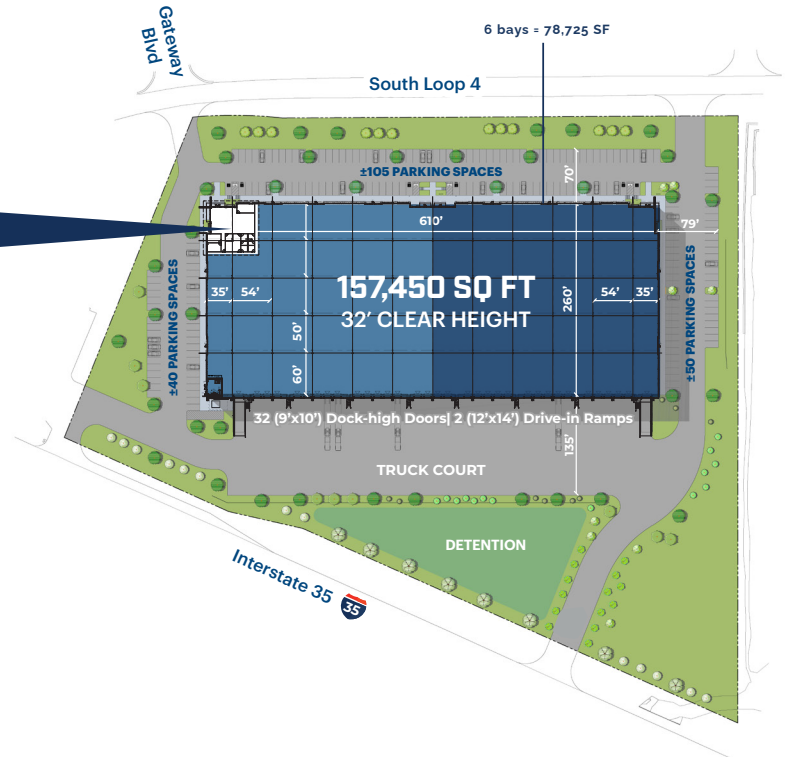 Gateway
Blvd
6 bays = 78,725 SF
South Loop 4
±105 PARKING SPACES
70'
610'
79'
157,450 SQ FT
32' CLEAR HEIGHT
35'
54'
260'
54'
35'
50'
60'
±40 PARKING SPACES
±50 PARKING SPACES
32 (9'x10') Dock-high Doors| 2 (12'x14') Drive-in Ramps
135'
TRUCK COURT
DETENTION
Interstate 35
35